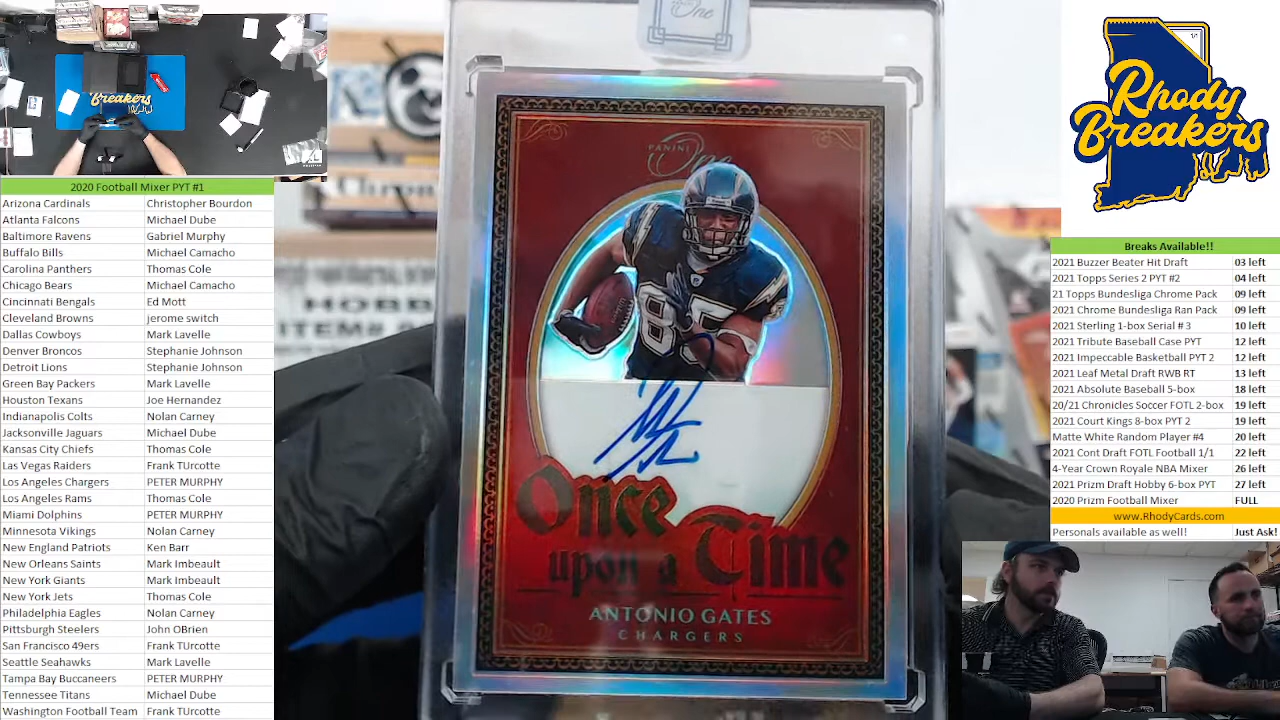 Breakers
2020 Football Mixer PYT #1
Arizona Cardinals Christopher Bourdon
Atlanta Falcons Michael Dube
Baltimore Ravens Gabriel Murphy
Buffalo Bills Michael Camacho
Carolina Panthers Thomas Cole
Chicago Bears Michael Camacho
Cincinnati Bengals Ed Mott
Cleveland Browns jerome switch
Dallas Cowboys Mark Lavelle
Denver Broncos Stephanie Johnson
Detroit Lions Stephanie Johnson
Green Bay Packers Mark Lavelle
Houston Texans Joe Hernandez
Indianapolis Colts Nolan Carney
Jacksonville Jaguars Michael Dube
Kansas City Chiefs Thomas Cole
Las Vegas Raiders Frank TUrcotte
Los Angeles Chargers PETER MURPHY
Los Angeles Rams Thomas Cole
Miami Dolphins PETER MURPHY
Minnesota Vikings Nolan Carney
New England Patriots Ken Barr
New Orleans Saints Mark Imbeault
New York Giants Mark Imbeault
New York Jets Thomas Cole
Philadelphia Eagles Nolan Carney
Pittsburgh Steelers John OBrien
San Francisco 49ers Frank TUrcotte
Seattle Seahawks Mark Lavelle
Tampa Bay Buccaneers PETER MURPHY
Tennessee Titans Michael Dube
Washington Football Team Frank TUrcotte
One
PANINI
One
85
Once
upon a Time
ANTONIO GATES
CHARGERS
HOBB
ITEM#
Rhody
Breakers
Breaks Available!!
2021 Buzzer Beater Hit Draft 03 left
2021 Topps Series 2 PYT #2 04 left
21 Topps Bundesliga Chrome Pack 09 left
2021 Chrome Bundesliga Ran Pack 09 left
2021 Sterling 1-box Serial # 3 10 left
2021 Tribute Baseball Case PYT 12 left
2021 Impeccable Basketball PYT 2 12 left
2021 Leaf Metal Draft RWB RT 13 left
2021 Absolute Baseball 5-box 18 left
20/21 Chronicles Soccer FOTL 2-box 19 left
2021 Court Kings 8-box PYT 2 19 left
Matte White Random Player #4 20 left
2021 Cont Draft FOTL Football 1/1 22 left
4-Year Crown Royale NBA Mixer 26 left
2021 Prizm Draft Hobby 6-box PYT 27 left
2020 Prizm Football Mixer FULL
www.RhodyCards.com
Personals available as well! Just Ask!